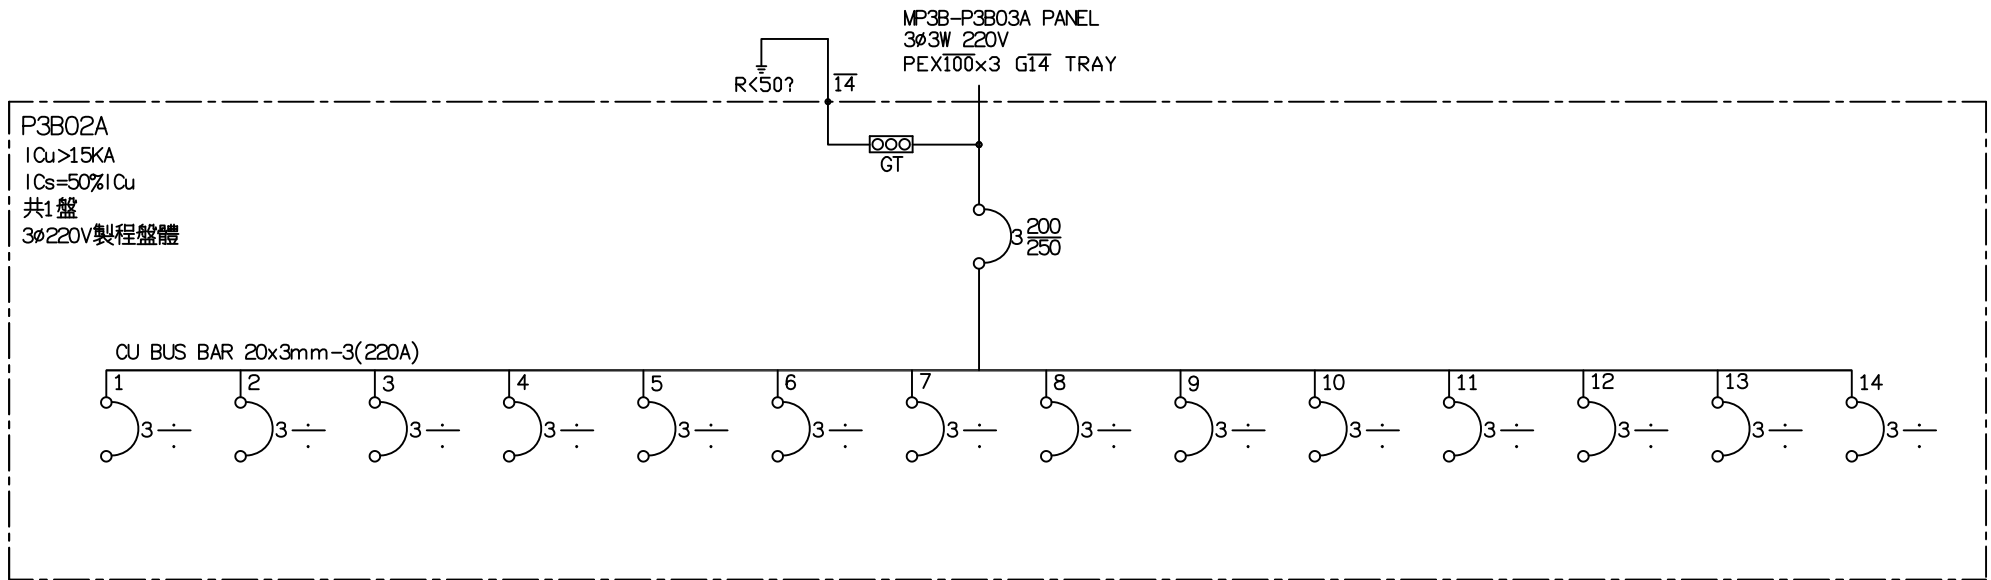 MP3B-P3B03A PANEL
3ø3W 220V
PEX100x3 G14 TRAY
R<50?
14
P3B02A
ICu>15KA
ICs=50%ICu
共1盤
3ø220V製程盤體
GT
3 200
250
CU BUS BAR 20x3mm-3(220A)
1 2 3 4 5 6 7 8 9 10 11 12 13 14
3 3 3 3 3 3 3 3 3 3 3 3 3 3